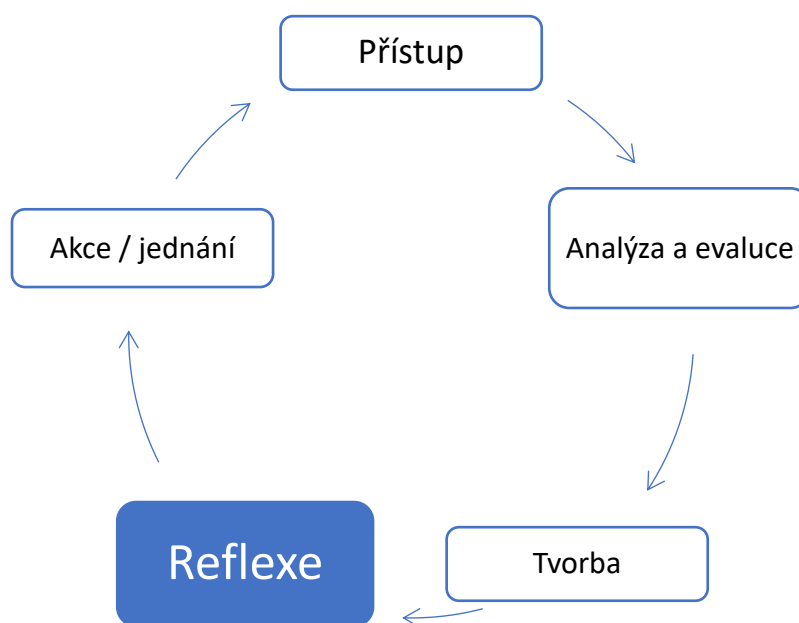 Přístup
Analýza a evaluce
Tvorba
Reflexe
Akce / jednání